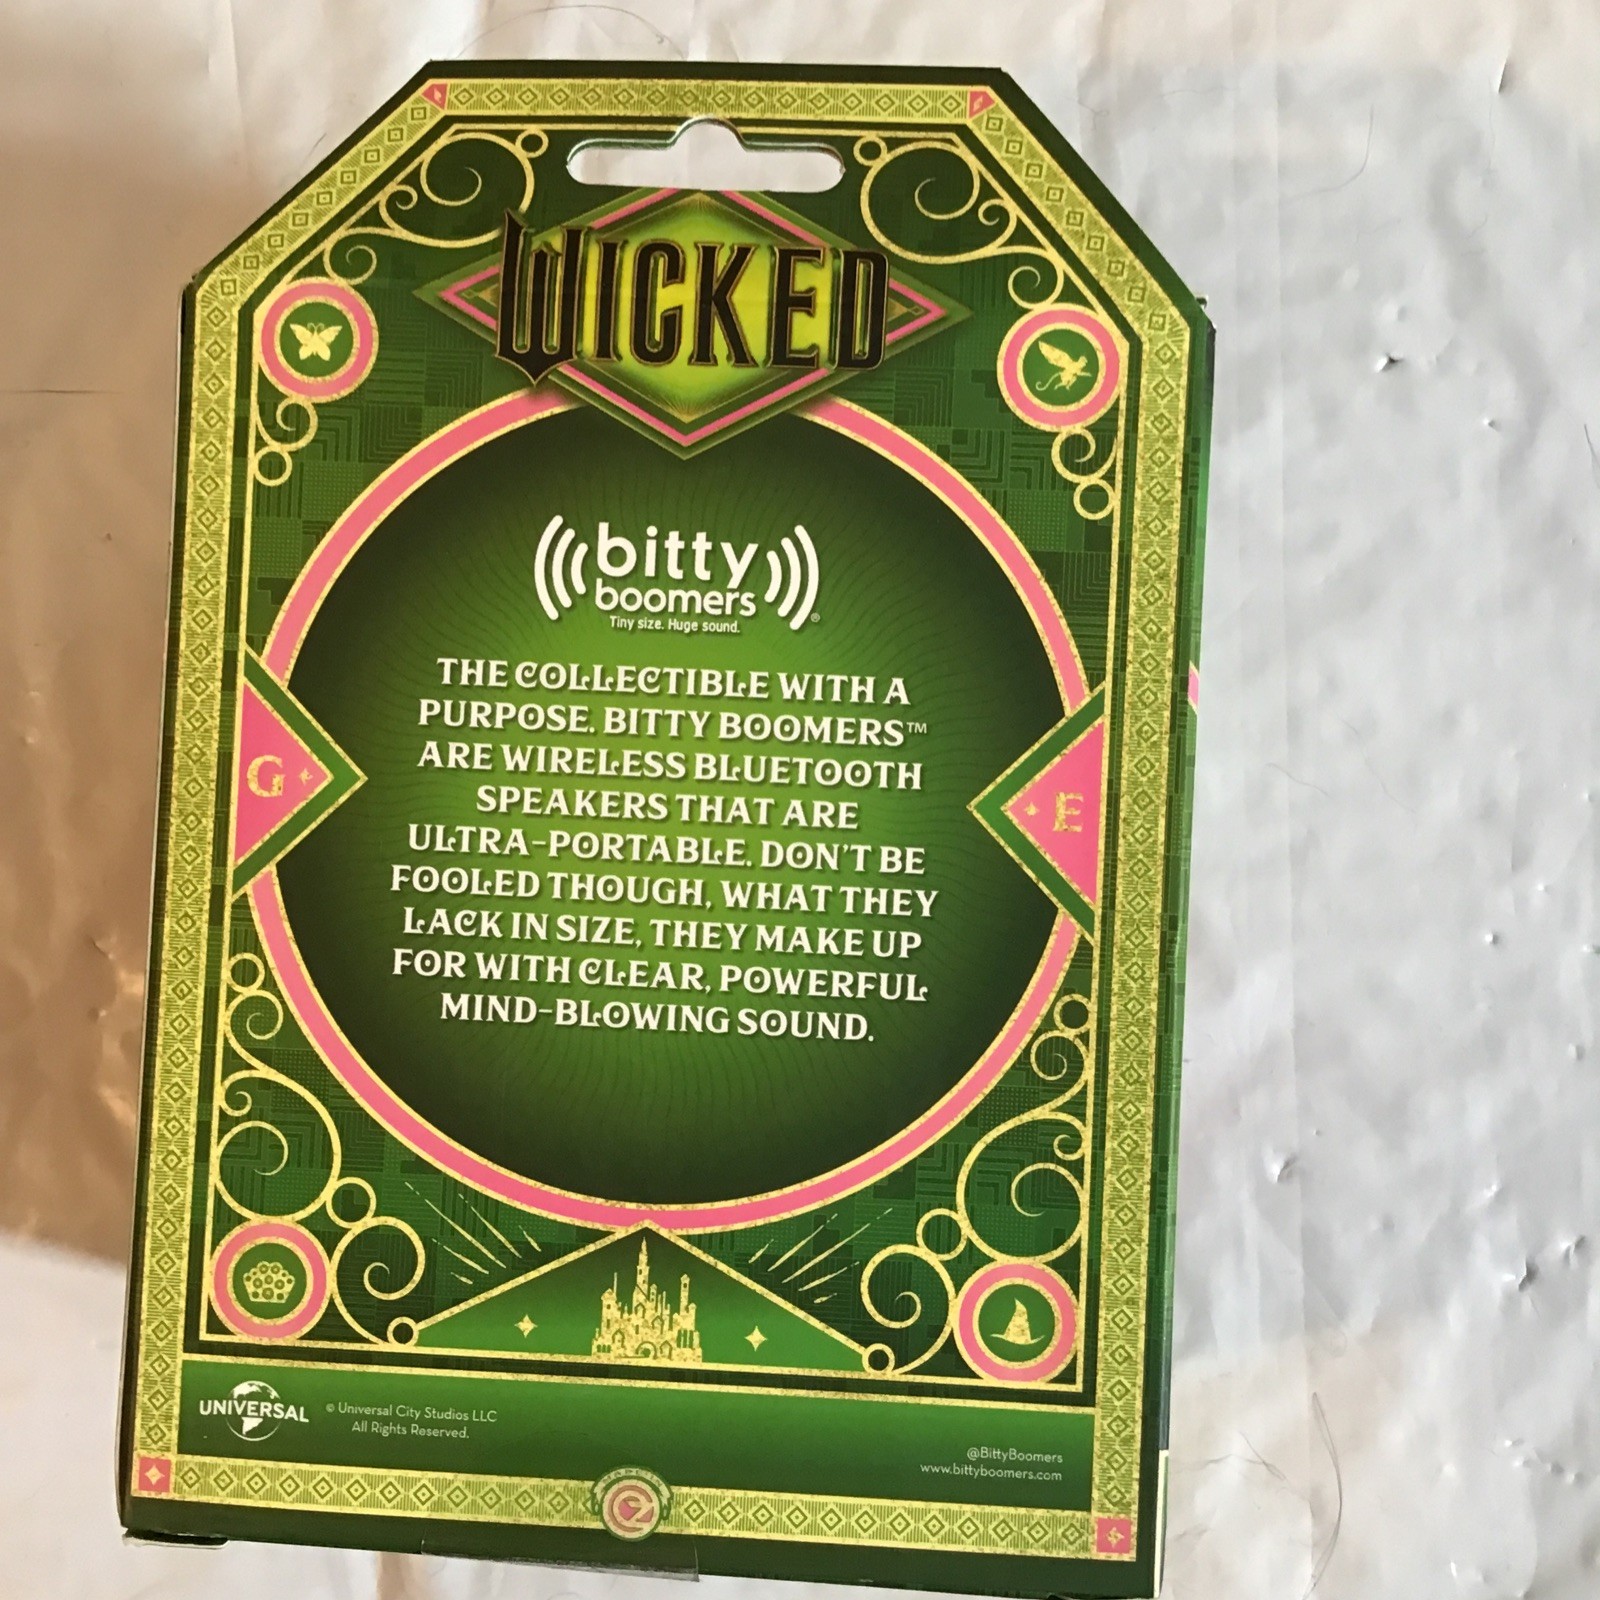 WICKED
bitty
boomers®
Tiny size. Huge sound.
THE COLLECTIBLE WITH A
PURPOSE. BITTY BOOMERS™
ARE WIRELESS BLUETOOTH
SPEAKERS THAT ARE
ULTRA-PORTABLE. DON'T BE
FOOLED THOUGH, WHAT THEY
LACK IN SIZE, THEY MAKE UP
FOR WITH CLEAR, POWERFUL
MIND-BLOWING SOUND.
G
E
UNIVERSAL
© Universal City Studios LLC
All Rights Reserved.
@BittyBoomers
www.bittyboomers.com